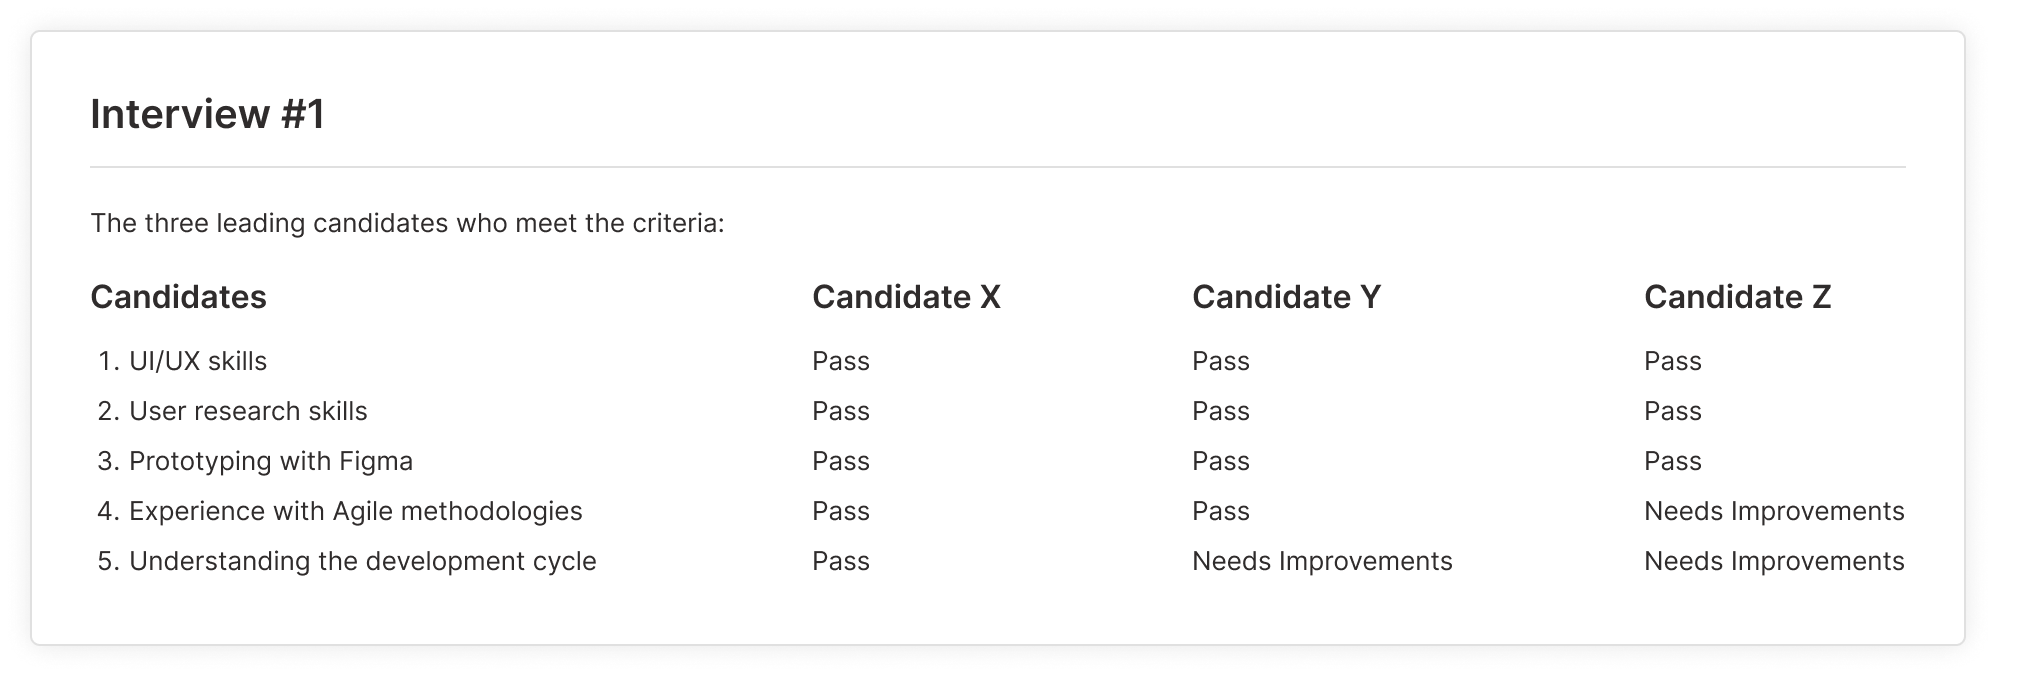 Interview #1
The three leading candidates who meet the criteria:
Candidates Candidate X Candidate Y Candidate Z
1. UI/UX skills Pass Pass Pass
2. User research skills Pass Pass Pass
3. Prototyping with Figma Pass Pass Pass
4. Experience with Agile methodologies Pass Pass Needs Improvements
5. Understanding the development cycle Pass Needs Improvements Needs Improvements